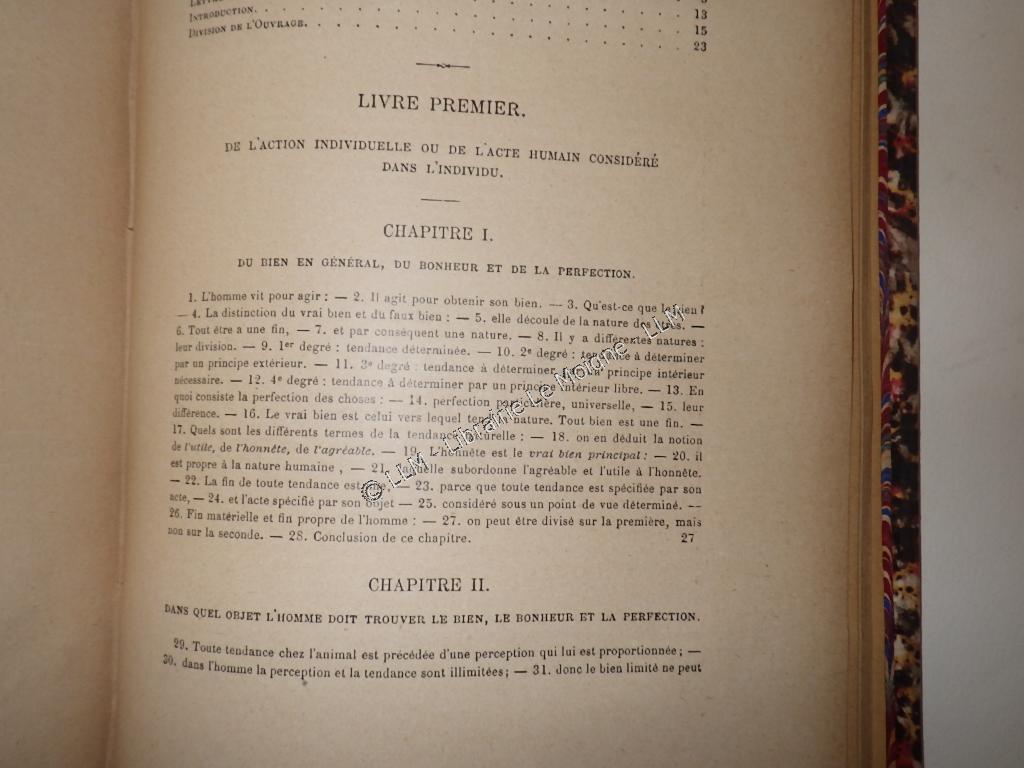 INTRODUCTION. . . . . . . . . . . . . . . 13
DIVISION DE L'OUVRAGE. . . . . . . . . . . . . 15
23
LIVRE PREMIER.
DE L'ACTION INDIVIDUELLE OU DE L'ACTE HUMAIN CONSIDÉRÉ
DANS L'INDIVIDU.
CHAPITRE I.
DU BIEN EN GÉNÉRAL, DU BONHEUR ET DE LA PERFECTION.
1. L'homme vit pour agir : — 2. Il agit pour obtenir son bien. — 3. Qu'est-ce que le bien ?
— 4. La distinction du vrai bien et du faux bien : — 5. elle découle de la nature des êtres. —
6. Tout être a une fin, — 7. et par conséquent une nature. — 8. Il y a différentes natures :
leur division. — 9. 1er degré : tendance déterminée. — 10. 2e degré : tendance à déterminer
par un principe extérieur. — 11. 3e degré : tendance à déterminer par un principe intérieur
nécessaire. — 12. 4e degré : tendance à déterminer par un principe intérieur libre. — 13. En
quoi consiste la perfection des choses : — 14. perfection particulière, universelle, — 15. leur
différence. — 16. Le vrai bien est celui vers lequel tend la nature. Tout bien est une fin. —
17. Quels sont les différents termes de la tendance naturelle : — 18. on en déduit la notion
de l'utile, de l'honnête, de l'agréable. — 19. L'honnête est le vrai bien principal : — 20. il
est propre à la nature humaine, — 21. laquelle subordonne l'agréable et l'utile à l'honnête.
— 22. La fin de toute tendance est une, — 23. parce que toute tendance est spécifiée par son
acte, — 24. et l'acte spécifié par son objet — 25. considéré sous un point de vue déterminé. —
26. Fin matérielle et fin propre de l'homme : — 27. on peut être divisé sur la première, mais
non sur la seconde. — 28. Conclusion de ce chapitre. 27
CHAPITRE II.
DANS QUEL OBJET L'HOMME DOIT TROUVER LE BIEN, LE BONHEUR ET LA PERFECTION.
29. Toute tendance chez l'animal est précédée d'une perception qui lui est proportionnée ; —
30. dans l'homme la perception et la tendance sont illimitées ; — 31. donc le bien limité ne peut
© LLM - Librairie Le Moigne LLM